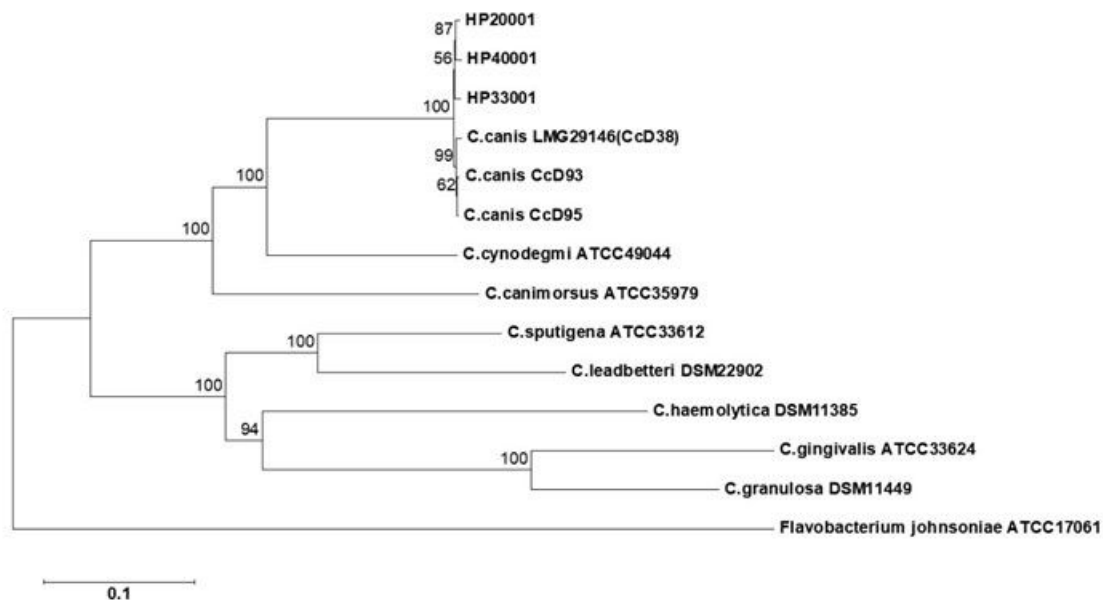 87
HP20001
56
HP40001
HP33001
100
C.canis LMG29146(CcD38)
99
C.canis CcD93
62
C.canis CcD95
100
100
C.cynodegmi ATCC49044
C.canimorsus ATCC35979
C.sputigena ATCC33612
100
C.leadbetteri DSM22902
100
C.haemolytica DSM11385
94
C.gingivalis ATCC33624
100
C.granulosa DSM11449
Flavobacterium johnsoniae ATCC17061
0.1